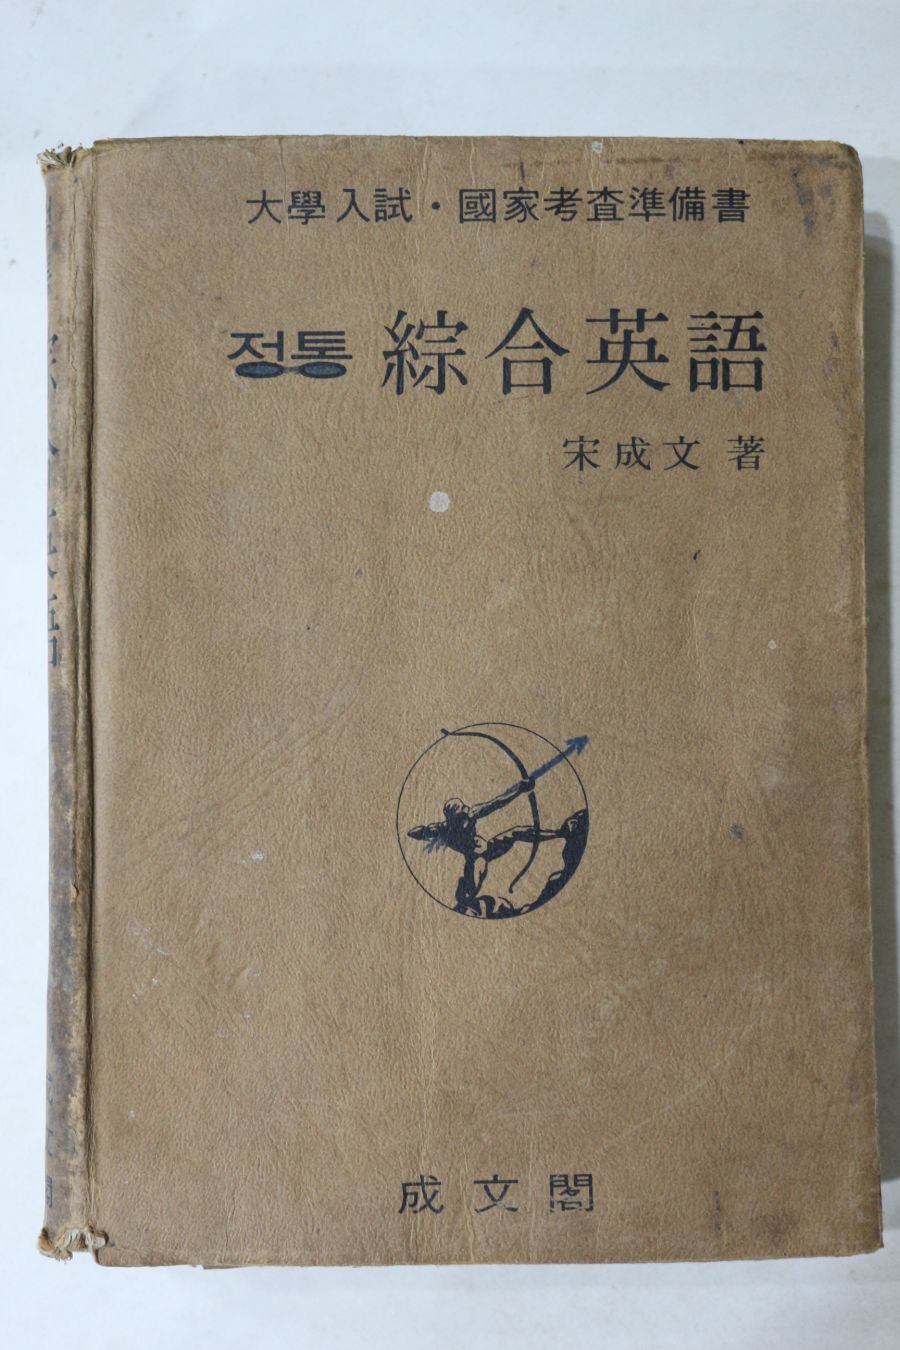 大學入試・國家考査準備書
정통 綜合英語
宋成文 著
成文閣